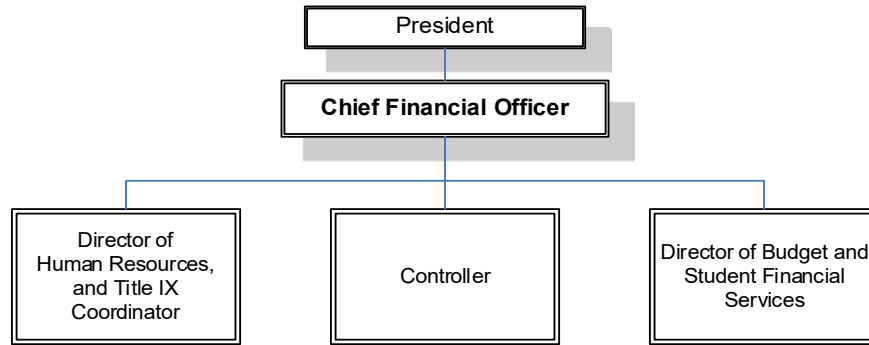 President
Chief Financial Officer
Director of
Human Resources,
and Title IX
Coordinator
Controller
Director of Budget and
Student Financial
Services